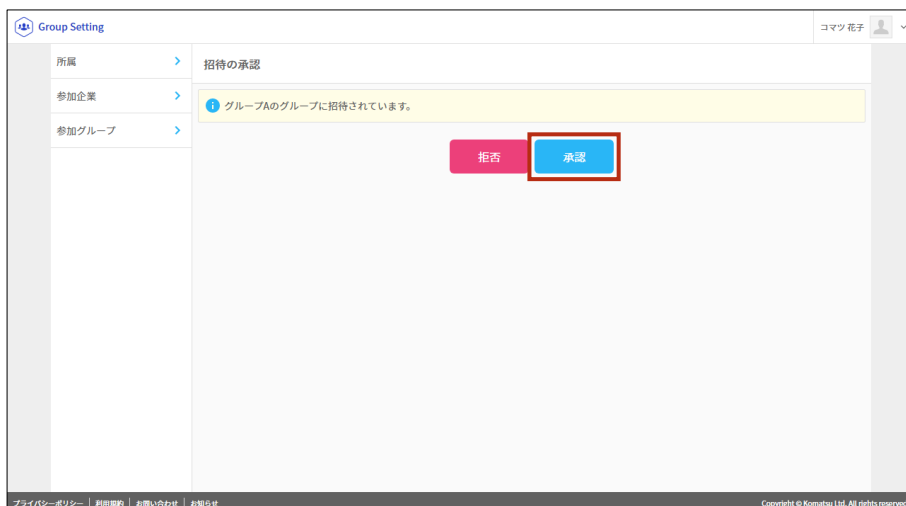 Group Setting
コマツ 花子
所属
参加企業
参加グループ
招待の承認
グループAのグループに招待されています。
拒否
承認
プライバシーポリシー | 利用規約 | お問い合わせ | お知らせ
Copyright © Komatsu Ltd. All rights reserved